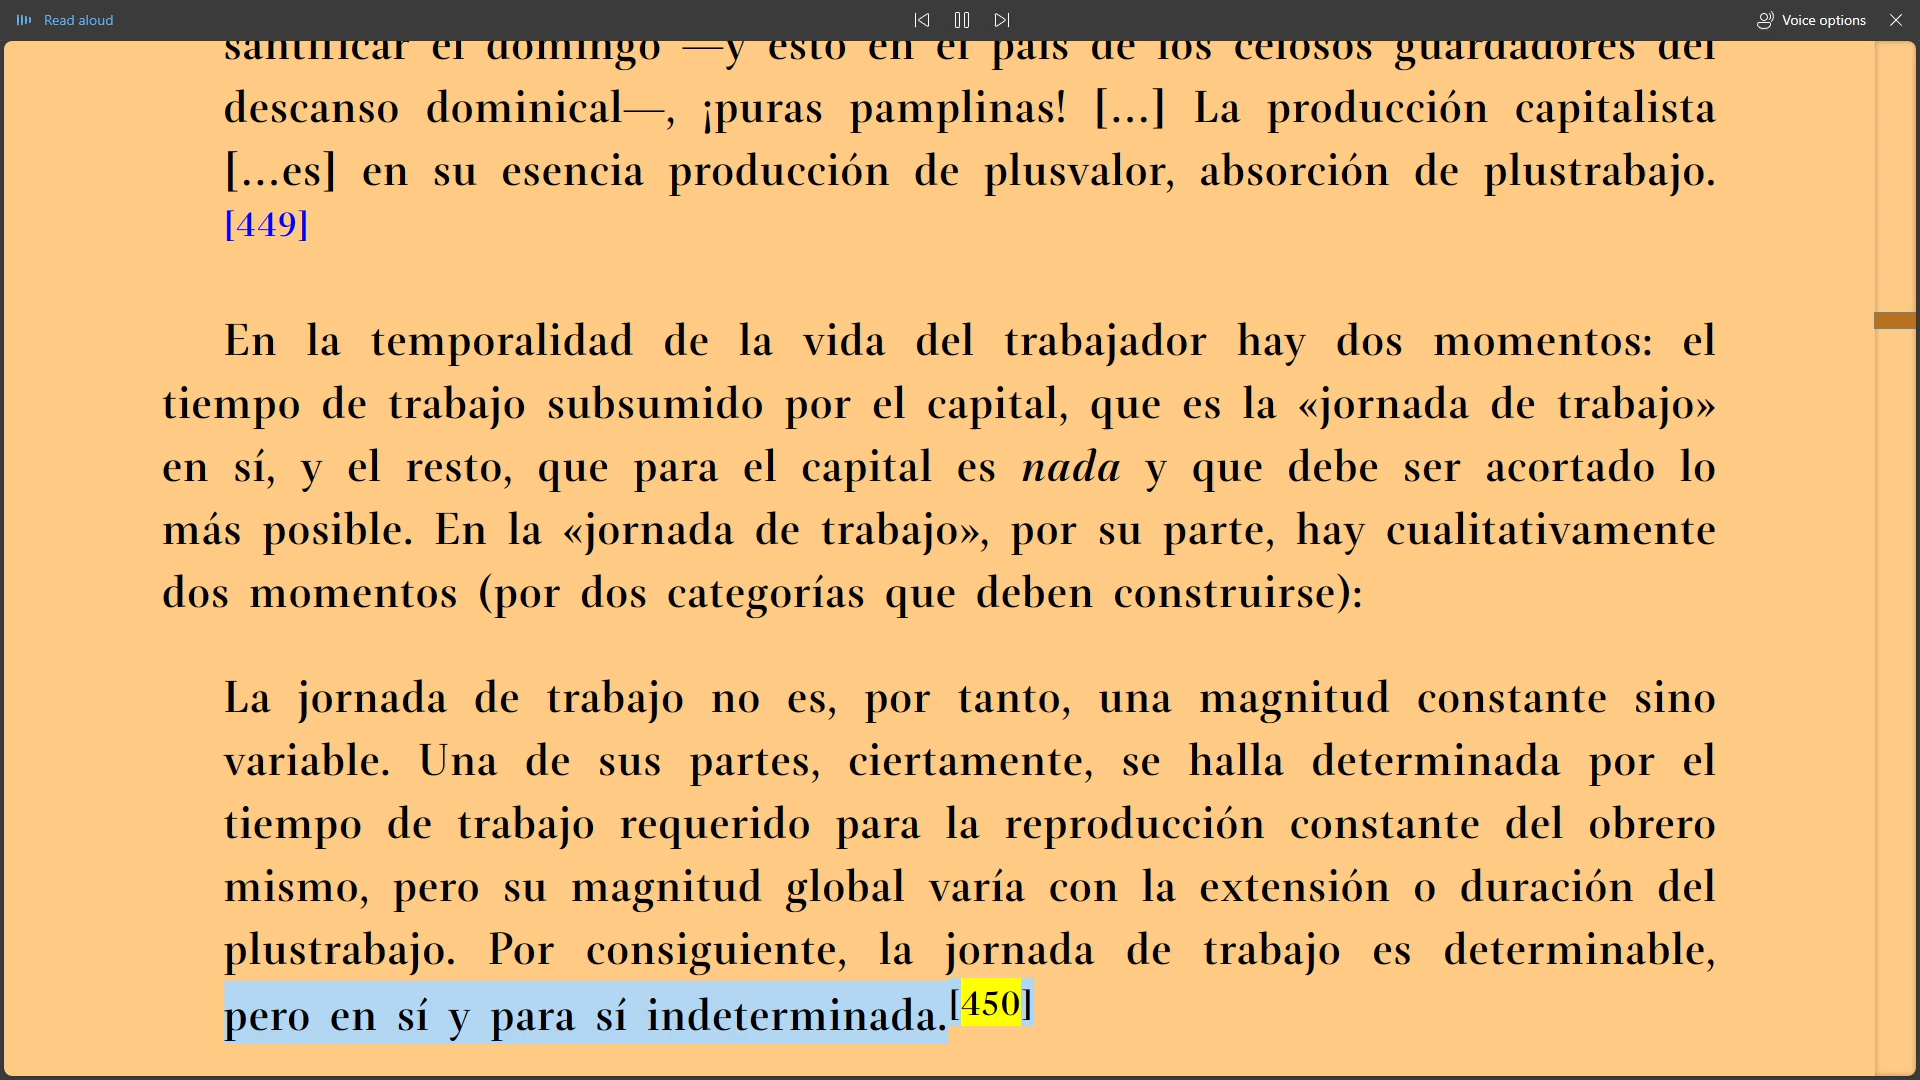 Read aloud
Voice options
santificar el domingo —y esto en el país de los celosos guardadores del
descanso dominical—, ¡puras pamplinas! [...] La producción capitalista
[...es] en su esencia producción de plusvalor, absorción de plustrabajo.
[449]
En la temporalidad de la vida del trabajador hay dos momentos: el
tiempo de trabajo subsumido por el capital, que es la «jornada de trabajo»
en sí, y el resto, que para el capital es nada y que debe ser acortado lo
más posible. En la «jornada de trabajo», por su parte, hay cualitativamente
dos momentos (por dos categorías que deben construirse):
La jornada de trabajo no es, por tanto, una magnitud constante sino
variable. Una de sus partes, ciertamente, se halla determinada por el
tiempo de trabajo requerido para la reproducción constante del obrero
mismo, pero su magnitud global varía con la extensión o duración del
plustrabajo. Por consiguiente, la jornada de trabajo es determinable,
pero en sí y para sí indeterminada.[450]